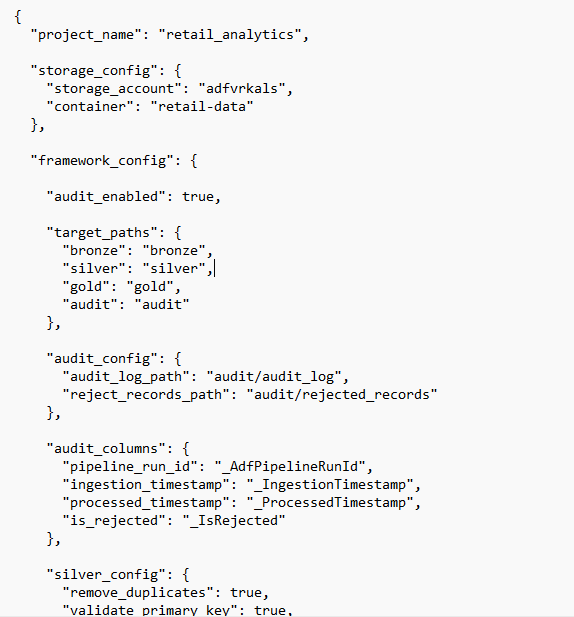 {
"project_name": "retail_analytics",
"storage_config": {
"storage_account": "adfvrkals",
"container": "retail-data"
},
"framework_config": {
"audit_enabled": true,
"target_paths": {
"bronze": "bronze",
"silver": "silver",
"gold": "gold",
"audit": "audit"
},
"audit_config": {
"audit_log_path": "audit/audit_log",
"reject_records_path": "audit/rejected_records"
},
"audit_columns": {
"pipeline_run_id": "_AdfPipelineRunId",
"ingestion_timestamp": "_IngestionTimestamp",
"processed_timestamp": "_ProcessedTimestamp",
"is_rejected": "_IsRejected"
},
"silver_config": {
"remove_duplicates": true,
"validate_primary_key": true,